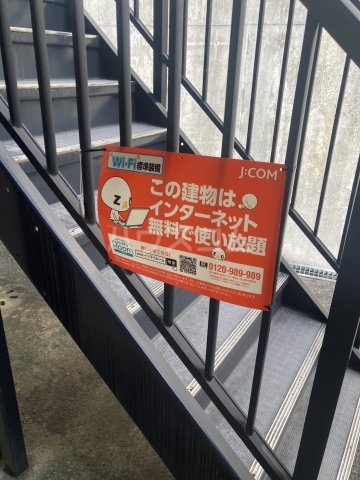 Wi-Fi標準装備
J:COM
この建物は、
インターネット
無料で使い放題
Z
0120-989-989